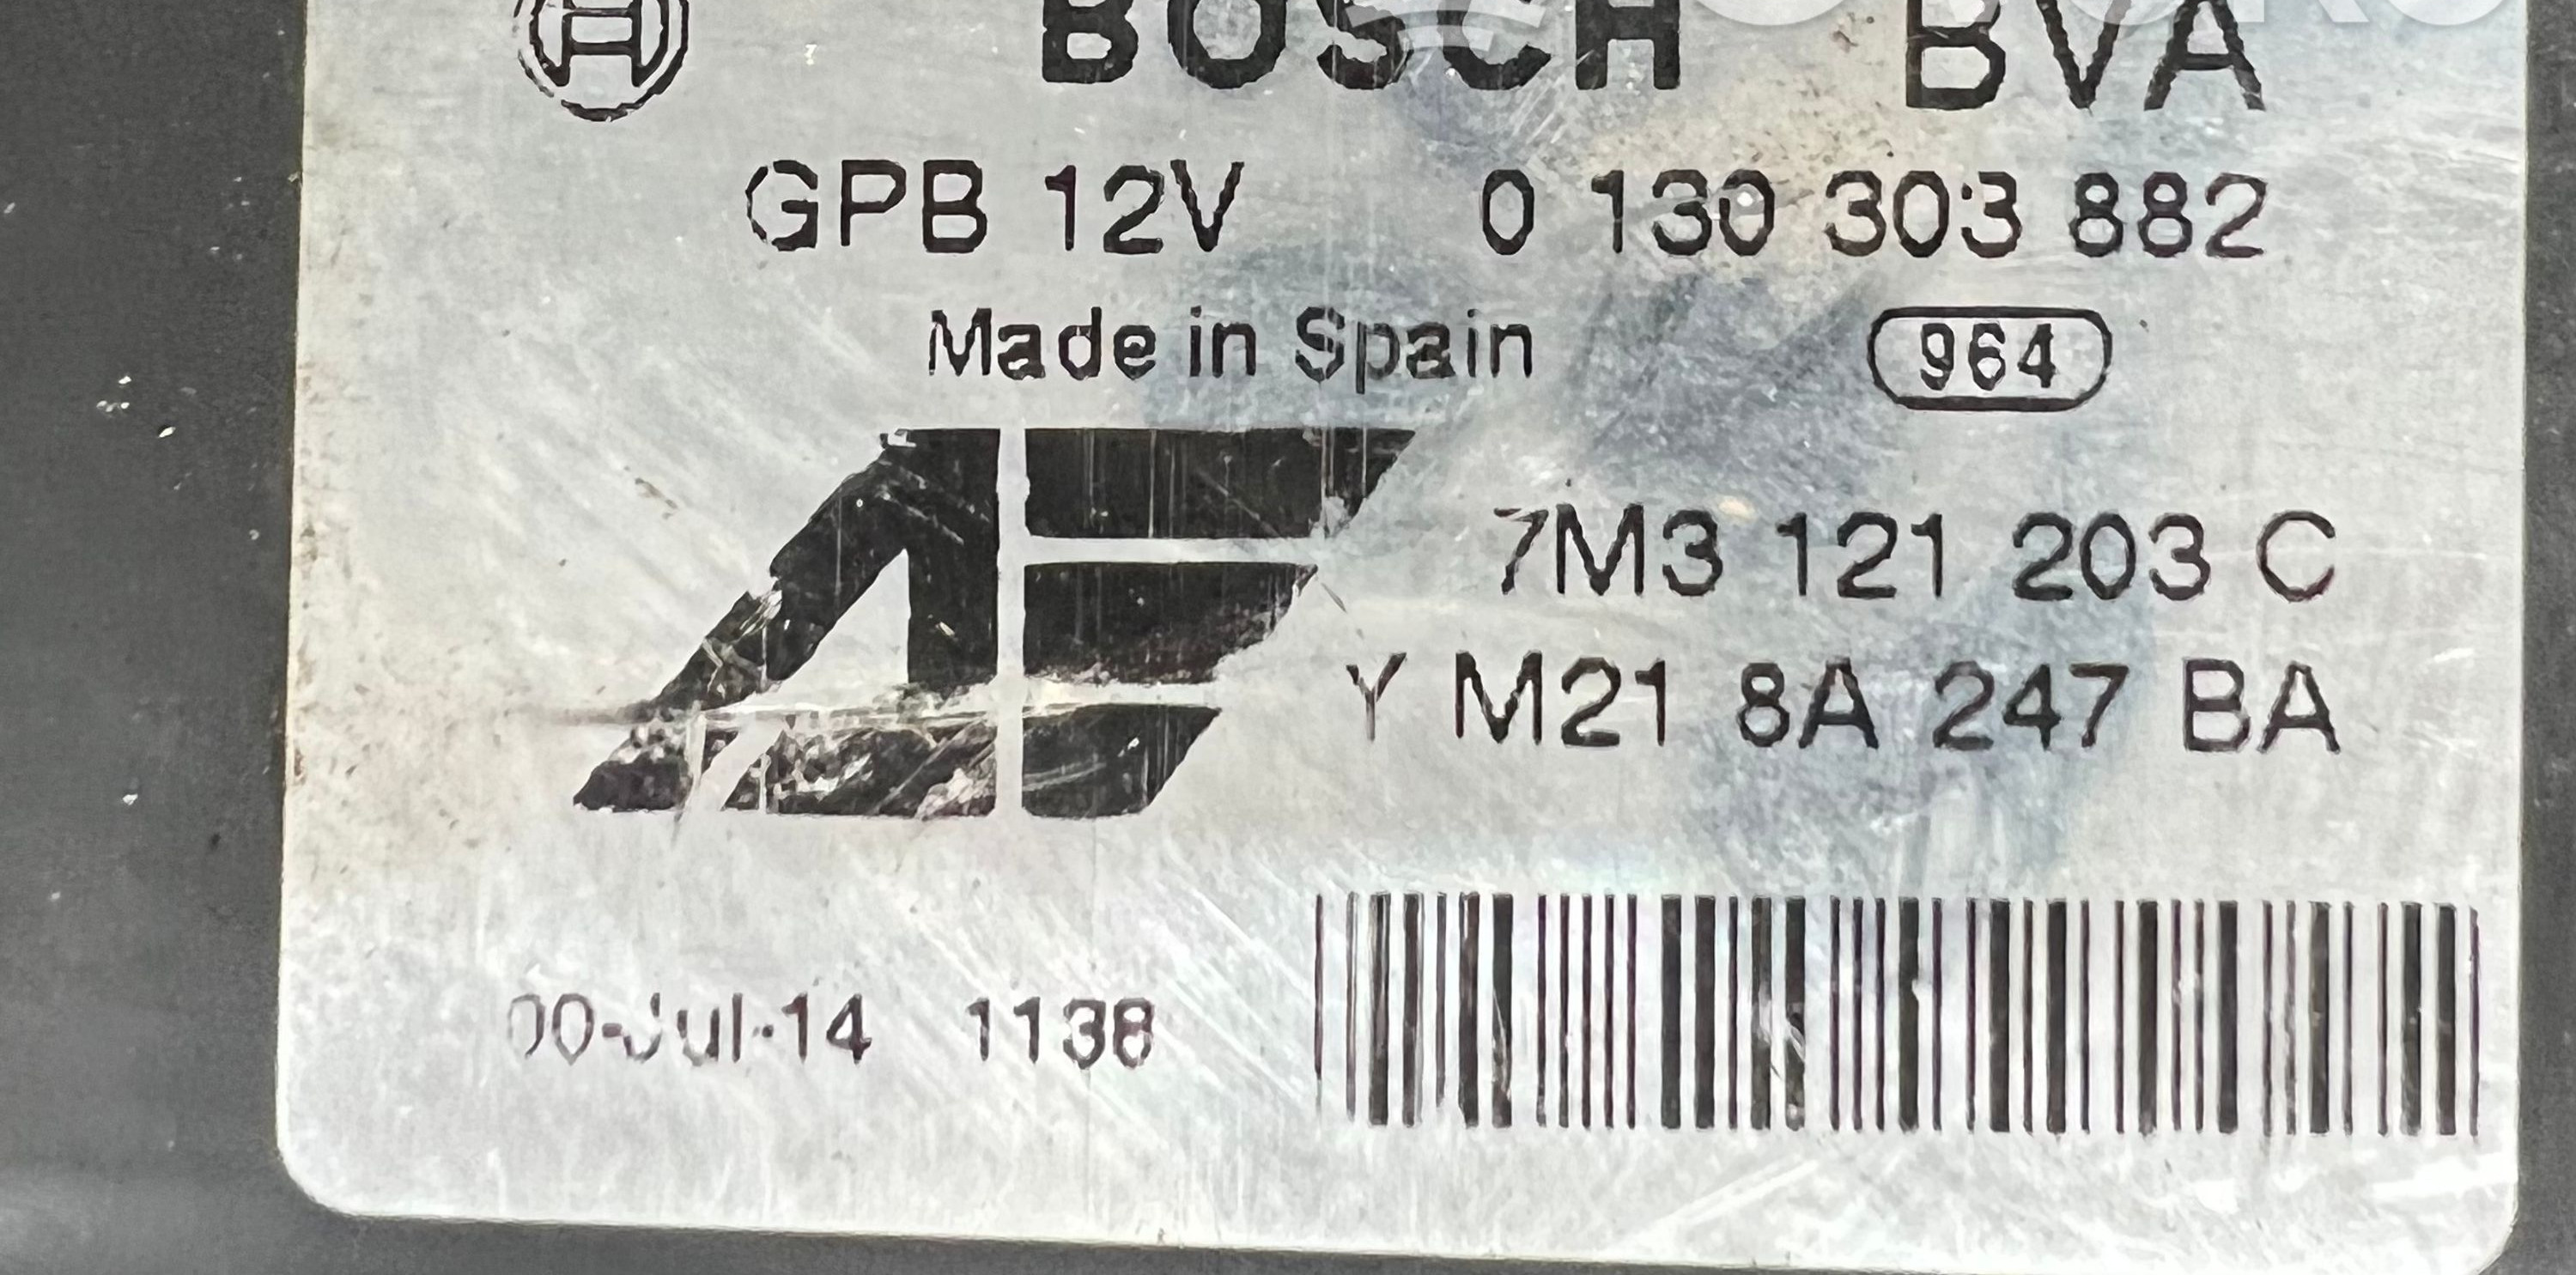 BOSCH BVA
GPB 12V 0 130 303 882
Made in Spain 964
7M3 121 203 C
Y M21 8A 247 BA
00-Jul-14 1138